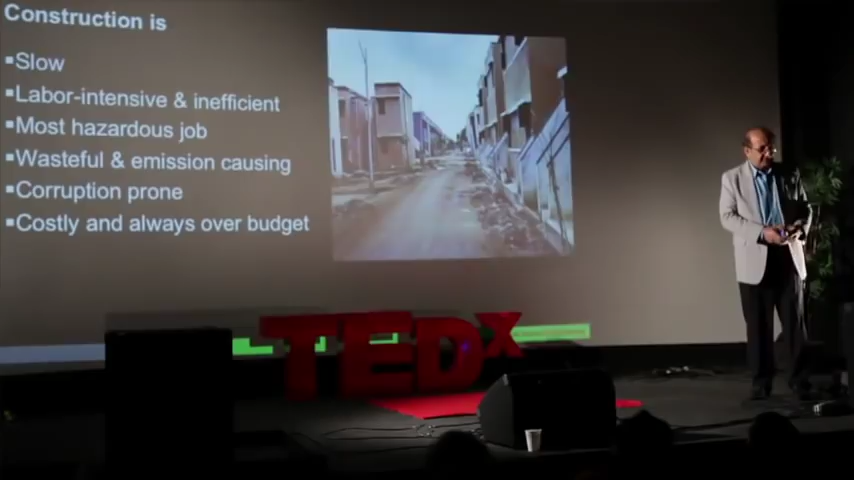 Construction is
▪Slow
▪Labor-intensive & inefficient
▪Most hazardous job
▪Wasteful & emission causing
▪Corruption prone
▪Costly and always over budget
TEDx